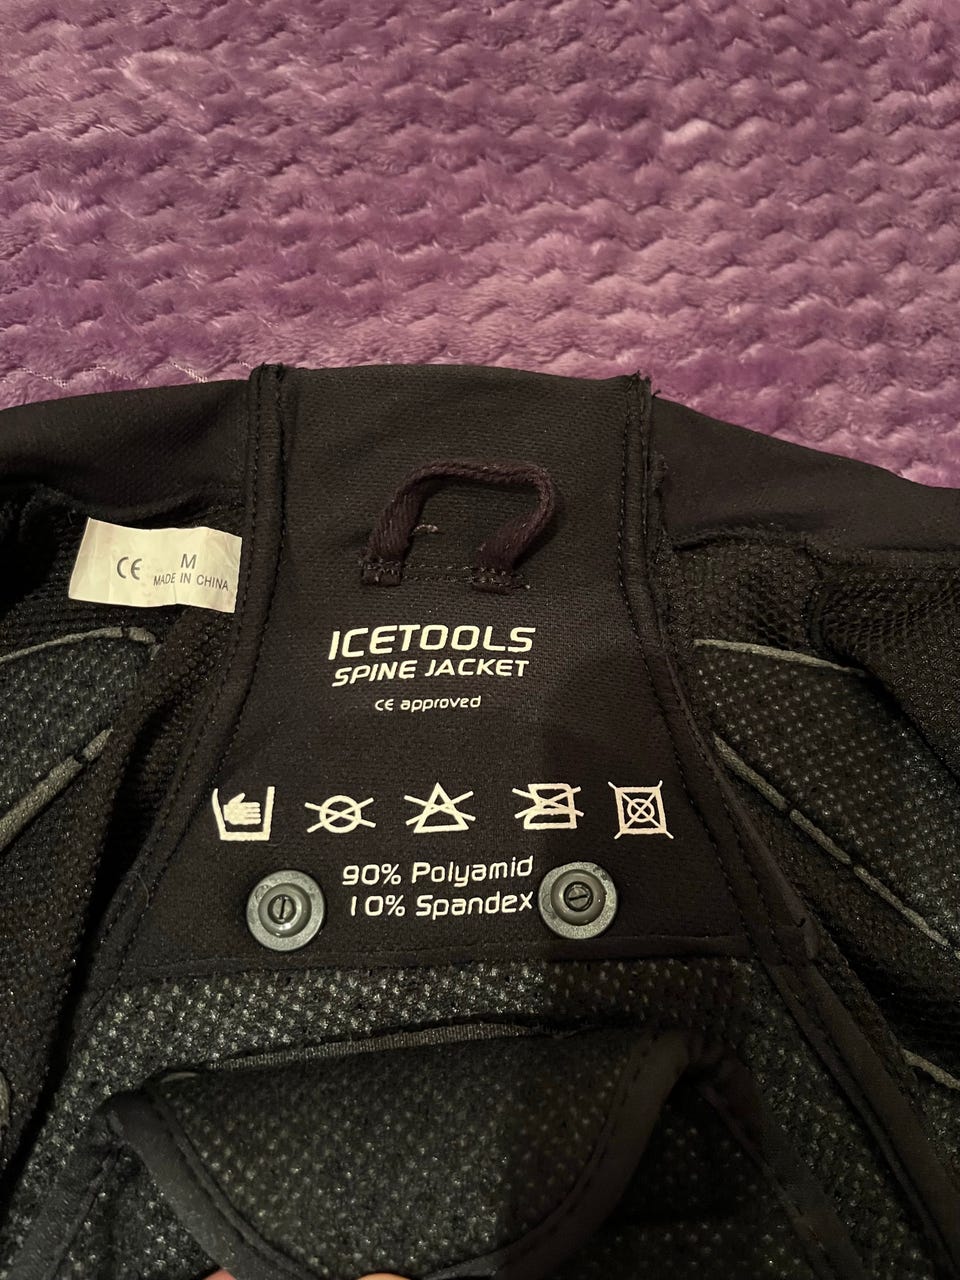 CE M
MADE IN CHINA
ICETOOLS
SPINE JACKET
CE approved
90% Polyamid
10% Spandex